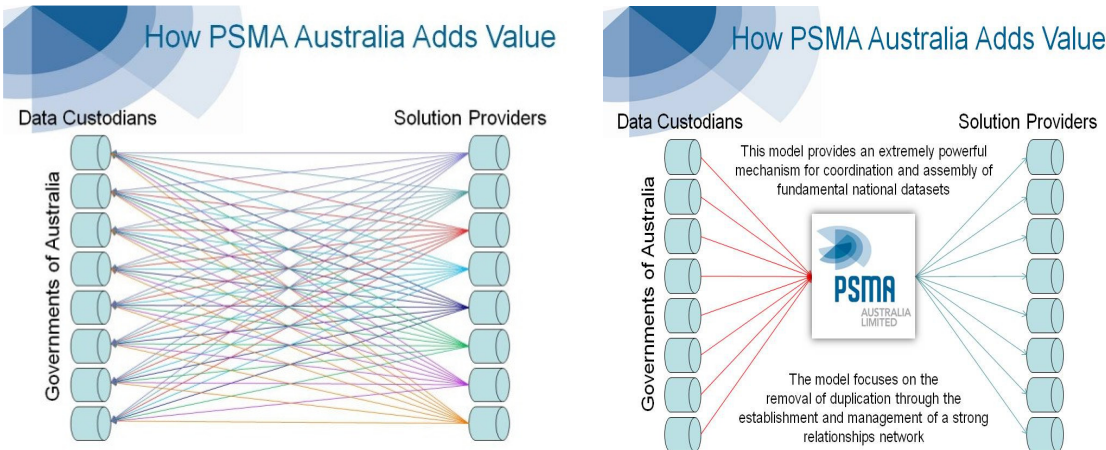 How PSMA Australia Adds Value
Data Custodians
Solution Providers
Governments of Australia
How PSMA Australia Adds Value
Data Custodians
Solution Providers
Governments of Australia
This model provides an extremely powerful
mechanism for coordination and assembly of
fundamental national datasets
PSMA
AUSTRALIA
LIMITED
The model focuses on the
removal of duplication through the
establishment and management of a strong
relationships network